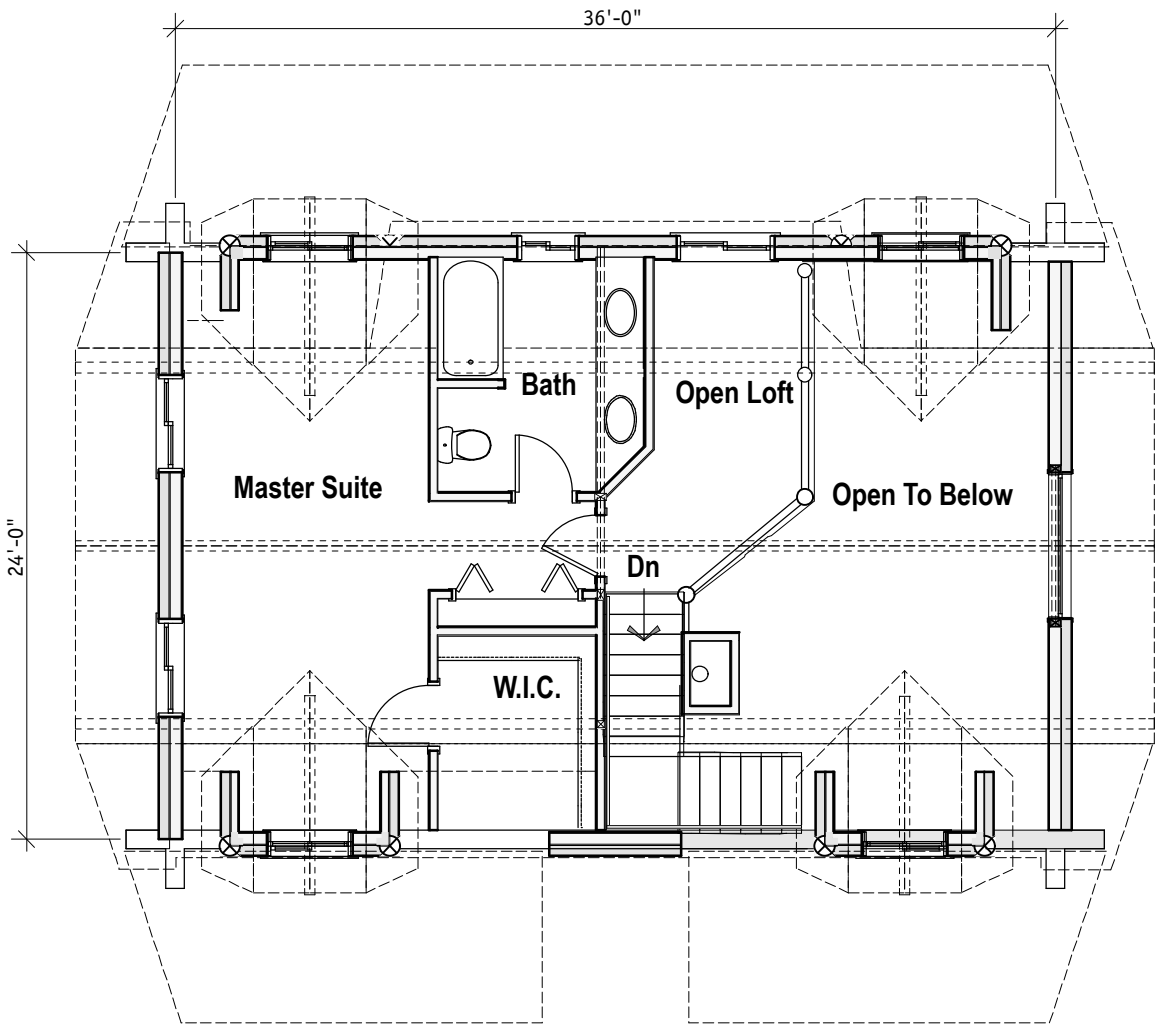 36'-0"
Bath
Open Loft
Master Suite
Open To Below
24'-0"
Dn
W.I.C.